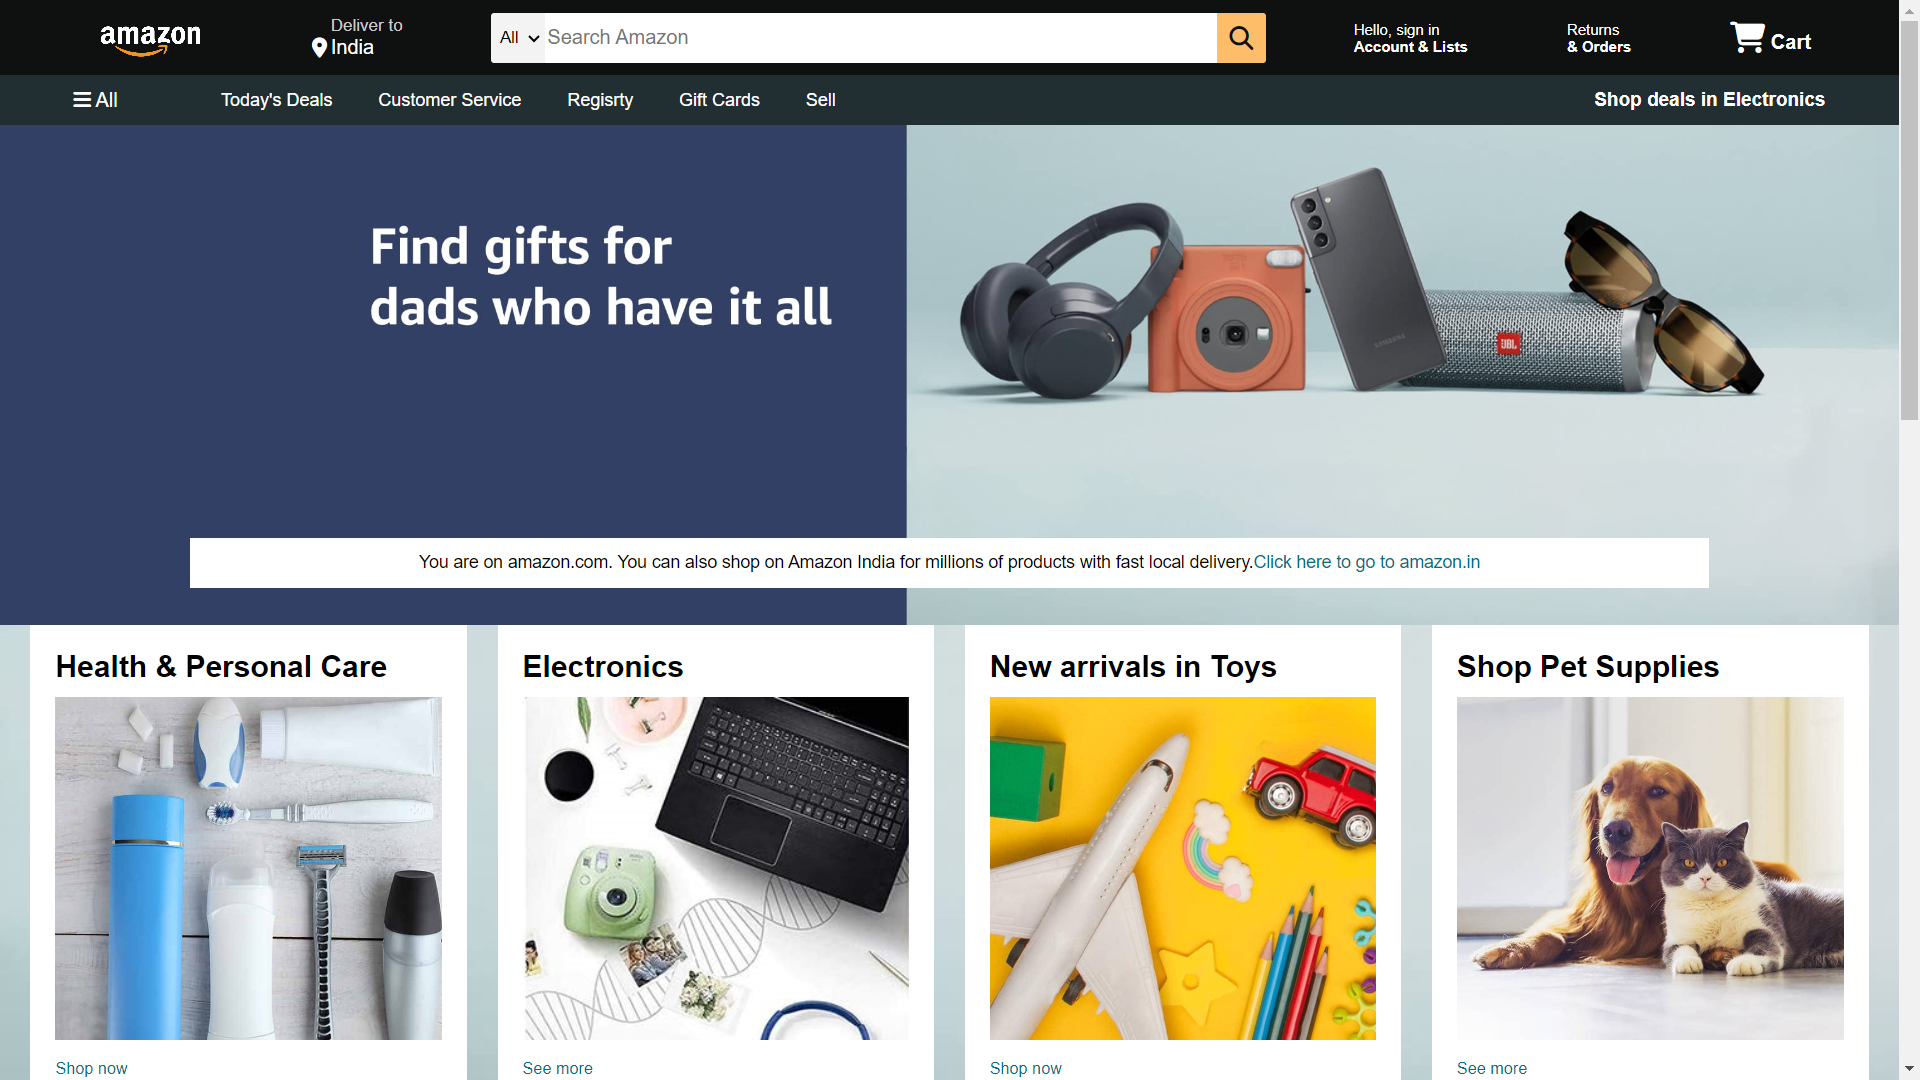 amazon
Deliver to
India
All
Search Amazon
Hello, sign in
Account & Lists
Returns
& Orders
Cart
All
Today's Deals
Customer Service
Regisrty
Gift Cards
Sell
Shop deals in Electronics
Find gifts for
dads who have it all
SAMSUNG
JBL
You are on amazon.com. You can also shop on Amazon India for millions of products with fast local delivery.Click here to go to amazon.in
Health & Personal Care
Electronics
New arrivals in Toys
Shop Pet Supplies
Shop now
See more
Shop now
See more